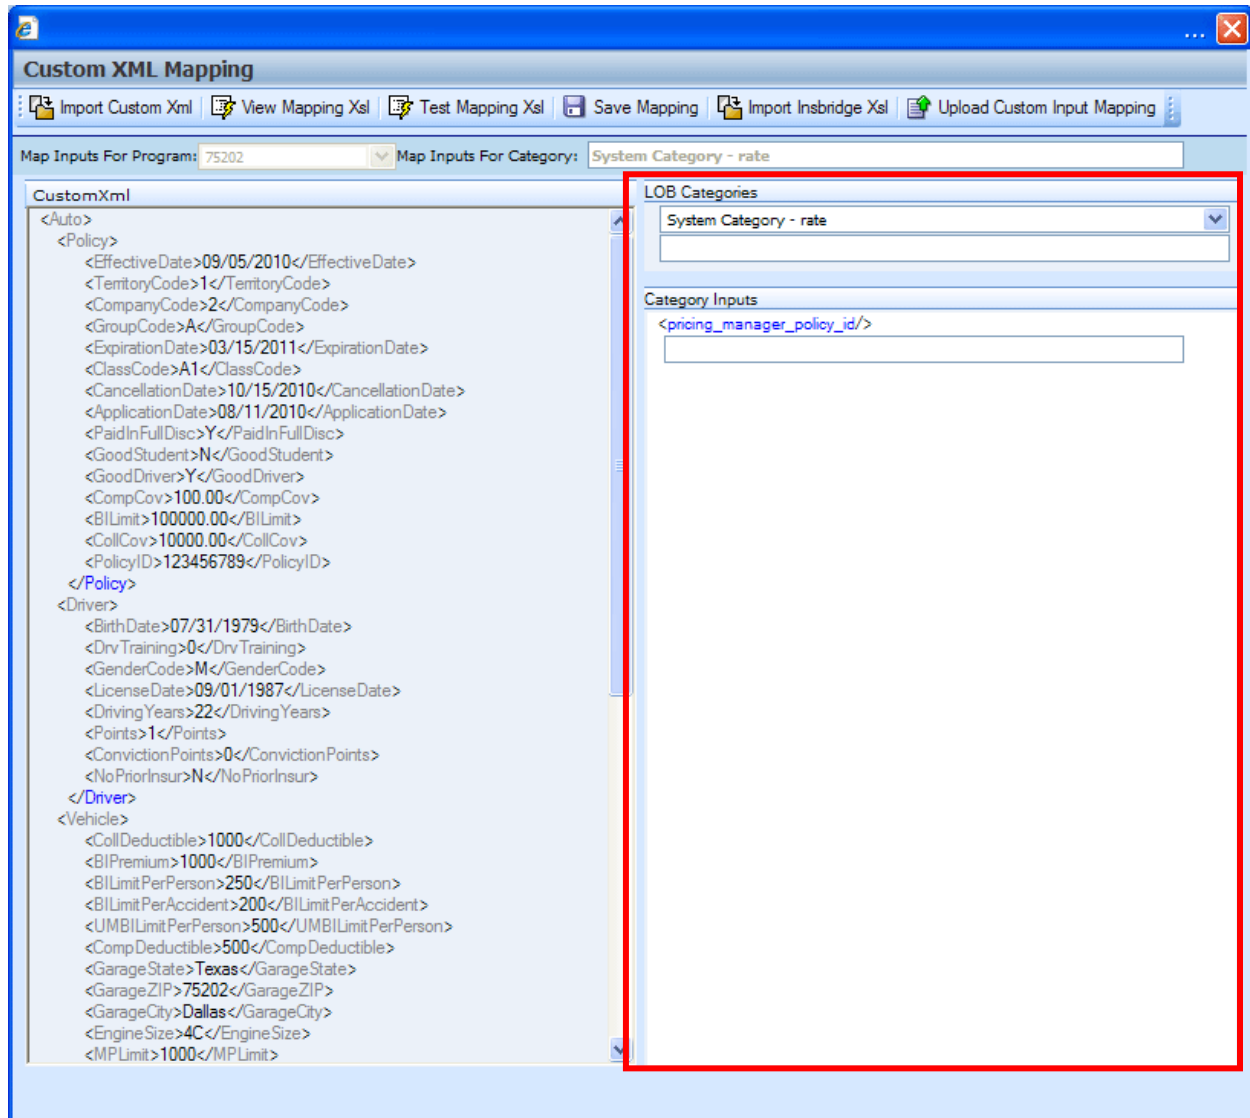 ...
Custom XML Mapping
Import Custom Xml View Mapping Xsl Test Mapping Xsl Save Mapping Import Insbridge Xsl Upload Custom Input Mapping
Map Inputs For Program: 75202 Map Inputs For Category: System Category - rate
CustomXml
<Auto>
<Policy>
<EffectiveDate>09/05/2010</EffectiveDate>
<TerritoryCode>1</TerritoryCode>
<CompanyCode>2</CompanyCode>
<GroupCode>A</GroupCode>
<ExpirationDate>03/15/2011</ExpirationDate>
<ClassCode>A1</ClassCode>
<CancellationDate>10/15/2010</CancellationDate>
<ApplicationDate>08/11/2010</ApplicationDate>
<PaidInFullDisc>Y</PaidInFullDisc>
<GoodStudent>N</GoodStudent>
<GoodDriver>Y</GoodDriver>
<CompCov>100.00</CompCov>
<BILimit>100000.00</BILimit>
<CollCov>10000.00</CollCov>
<PolicyID>123456789</PolicyID>
</Policy>
<Driver>
<BirthDate>07/31/1979</BirthDate>
<DrvTraining>0</DrvTraining>
<GenderCode>M</GenderCode>
<LicenseDate>09/01/1987</LicenseDate>
<DrivingYears>22</DrivingYears>
<Points>1</Points>
<ConvictionPoints>0</ConvictionPoints>
<NoPriorInsur>N</NoPriorInsur>
</Driver>
<Vehicle>
<CollDeductible>1000</CollDeductible>
<BIPremium>1000</BIPremium>
<BILimitPerPerson>250</BILimitPerPerson>
<BILimitPerAccident>200</BILimitPerAccident>
<UMBILimitPerPerson>500</UMBILimitPerPerson>
<CompDeductible>500</CompDeductible>
<GarageState>Texas</GarageState>
<GarageZIP>75202</GarageZIP>
<GarageCity>Dallas</GarageCity>
<EngineSize>4C</EngineSize>
<MPLimit>1000</MPLimit>
LOB Categories
System Category - rate
Category Inputs
<pricing_manager_policy_id/>